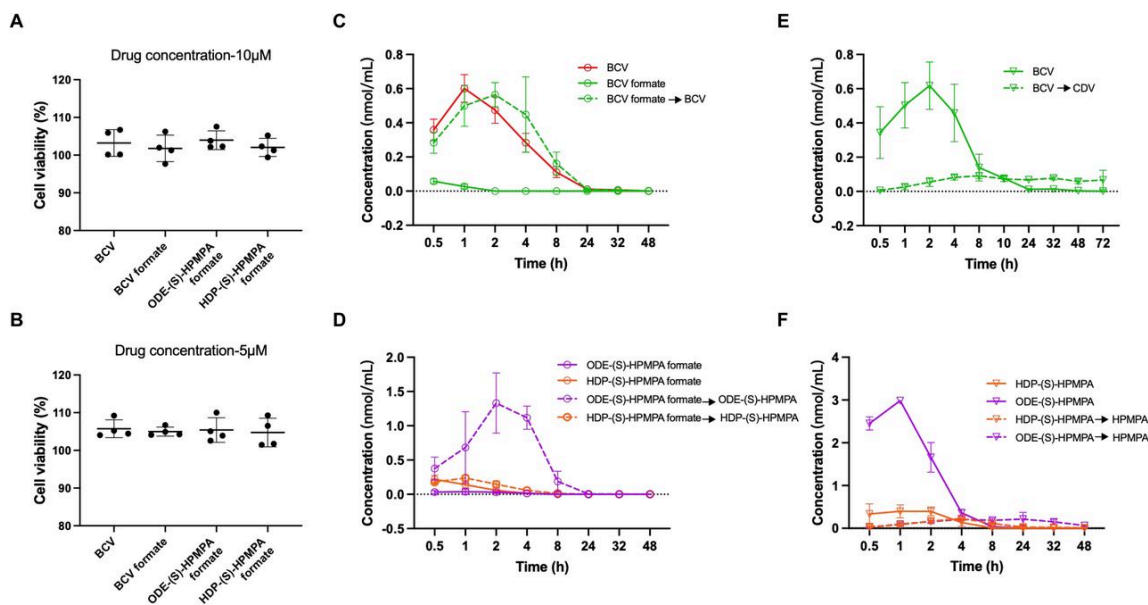 A
Drug concentration-10μM
Cell viability (%)
120
110
100
90
80
BCV
BCV formate
ODE-(S)-HPMPA
formate
HDP-(S)-HPMPA
formate
B
Drug concentration-5μM
Cell viability (%)
120
110
100
90
80
BCV
BCV formate
ODE-(S)-HPMPA
formate
HDP-(S)-HPMPA
formate
C
Concentration (nmol/mL)
0.8
0.6
0.4
0.2
0.0
-0.2
BCV
BCV formate
BCV formate → BCV
0.5 1 2 4 8 24 32 48
Time (h)
D
Concentration (nmol/mL)
2.0
1.5
1.0
0.5
0.0
-0.5
ODE-(S)-HPMPA formate
HDP-(S)-HPMPA formate
ODE-(S)-HPMPA formate → ODE-(S)-HPMPA
HDP-(S)-HPMPA formate → HDP-(S)-HPMPA
0.5 1 2 4 8 24 32 48
Time (h)
E
Concentration (nmol/mL)
0.8
0.6
0.4
0.2
0.0
-0.2
BCV
BCV → CDV
0.5 1 2 4 8 10 24 32 48 72
Time (h)
F
Concentration (nmol/mL)
4
3
2
1
0
HDP-(S)-HPMPA
ODE-(S)-HPMPA
HDP-(S)-HPMPA → HPMPA
ODE-(S)-HPMPA → HPMPA
0.5 1 2 4 8 24 32 48
Time (h)